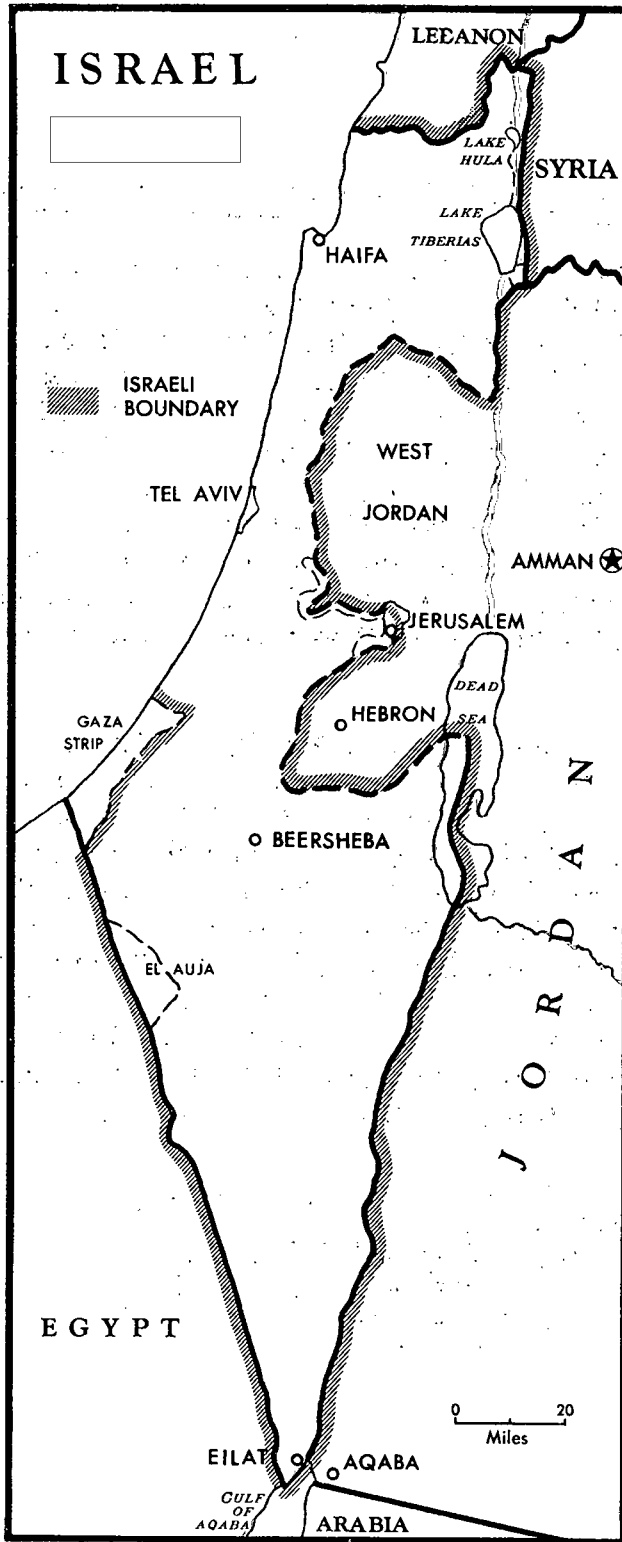 LEBANON
ISRAEL
LAKE
HULA
SYRIA
LAKE
TIBERIAS
HAIFA
ISRAELI
BOUNDARY
WEST
TEL AVIV
JORDAN
AMMAN
JERUSALEM
DEAD
SEA
HEBRON
GAZA
STRIP
BEERSHEBA
JORDAN
EL AUJA
EGYPT
0 20
Miles
EILAT
AQABA
GULF
OF
AQABA
ARABIA